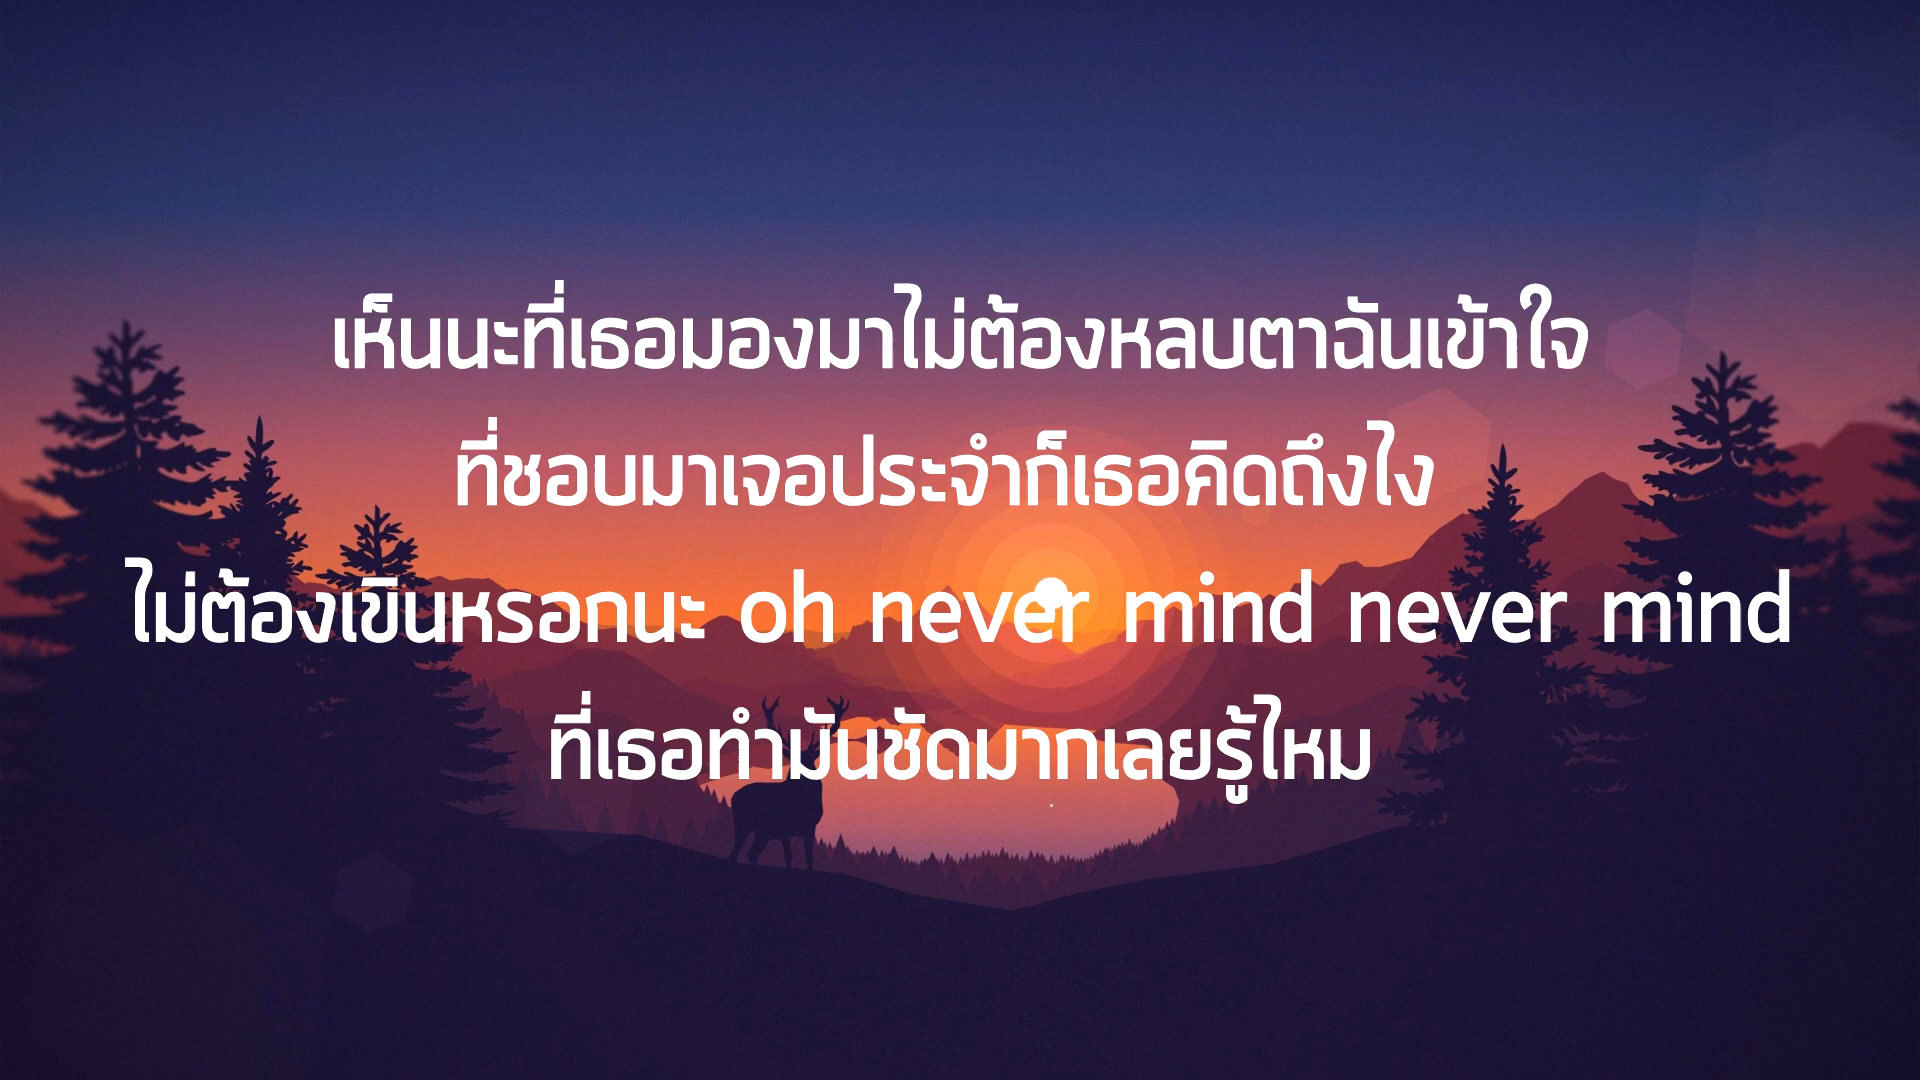 เห็นนะที่เธอมองมาไม่ต้องหลบตาฉันเข้าใจ
ที่ชอบมาเจอประจำก็เธอคิดถึงไง
ไม่ต้องเขินหรอกนะ oh never mind never mind
ที่เธอทำมันชัดมากเลยรู้ไหม